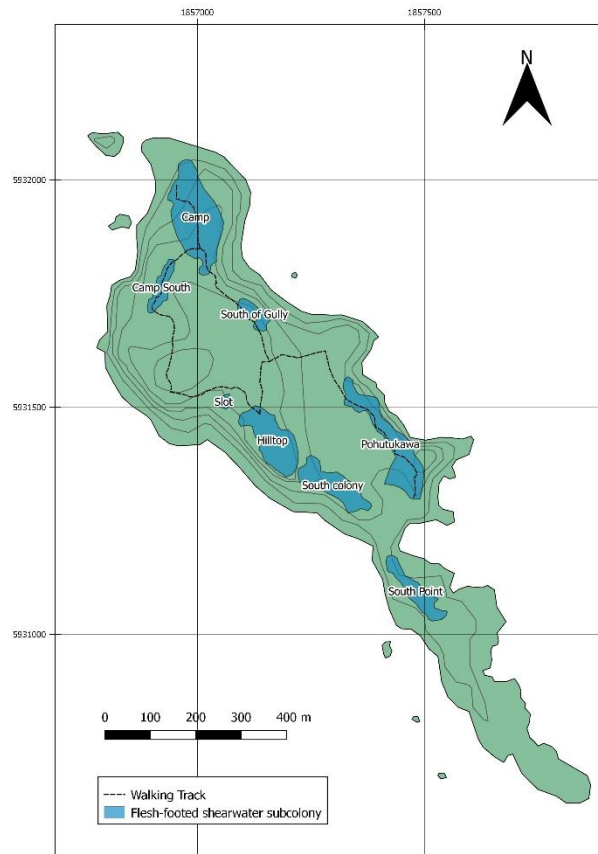 1857000
1857500
N
5932000
Camp
Camp South
South of Gully
5931500
Slot
Hilltop
Pohutukawa
South colony
South Point
5931000
0 100 200 300 400 m
Walking Track
Flesh-footed shearwater subcolony